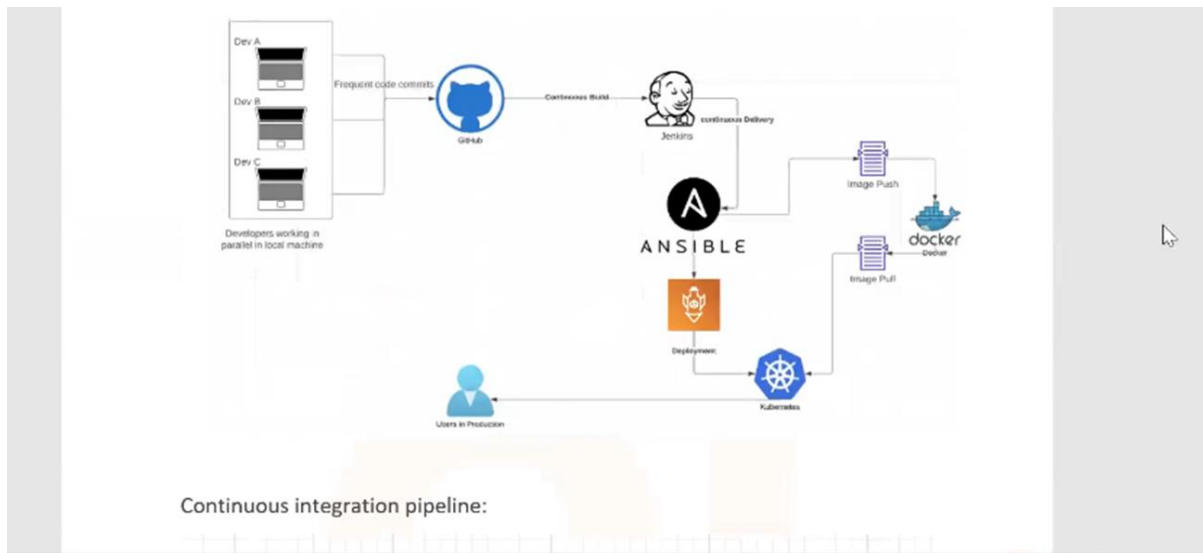 Dev A
Frequent code commits
Dev B
Dev C
Developers working in
parallel in local machine
GitHub
Continuous Build
Jenkins
continuous Delivery
ANSIBLE
Image Push
docker
Docker
Image Pull
Deployment
Kubernetes
Users in Production
Continuous integration pipeline: